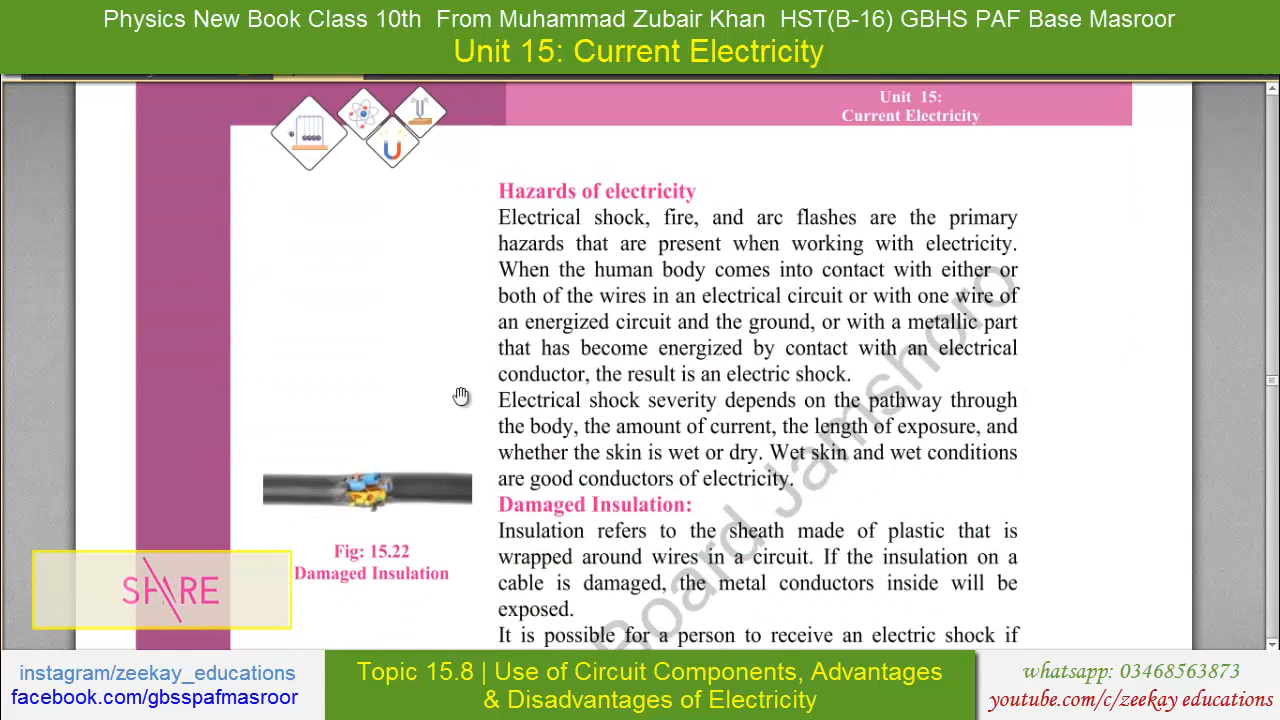 Physics New Book Class 10th From Muhammad Zubair Khan HST(B-16) GBHS PAF Base Masroor
Unit 15: Current Electricity
Unit 15:
Current Electricity
Hazards of electricity
Electrical shock, fire, and arc flashes are the primary
hazards that are present when working with electricity.
When the human body comes into contact with either or
both of the wires in an electrical circuit or with one wire of
an energized circuit and the ground, or with a metallic part
that has become energized by contact with an electrical
conductor, the result is an electric shock.
Electrical shock severity depends on the pathway through
the body, the amount of current, the length of exposure, and
whether the skin is wet or dry. Wet skin and wet conditions
are good conductors of electricity.
Damaged Insulation:
Insulation refers to the sheath made of plastic that is
wrapped around wires in a circuit. If the insulation on a
cable is damaged, the metal conductors inside will be
exposed.
It is possible for a person to receive an electric shock if
Fig: 15.22
Damaged Insulation
Board Jamshoro
SHARE
instagram/zeekay_educations
facebook.com/gbsspafmasroor
Topic 15.8 | Use of Circuit Components, Advantages
& Disadvantages of Electricity
whatsapp: 03468563873
youtube.com/c/zeekay educations